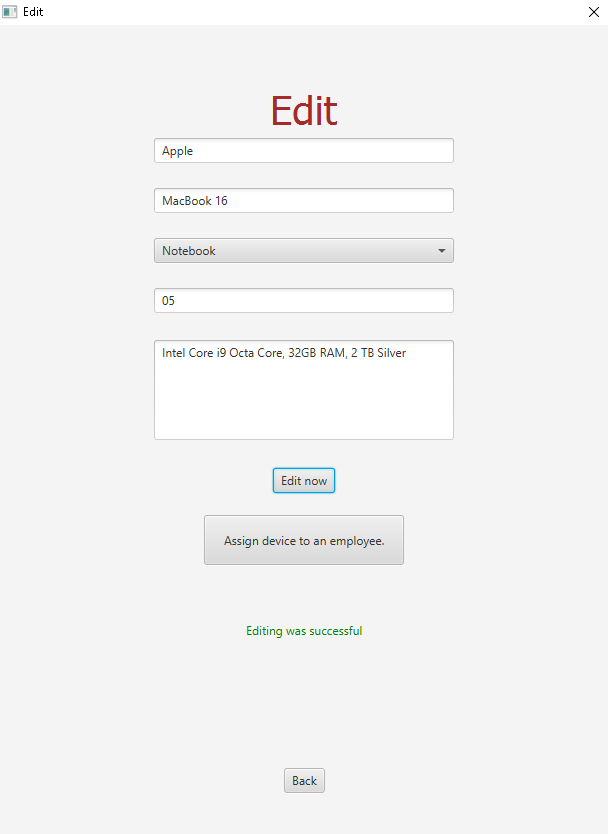 Edit
Edit
Apple
MacBook 16
Notebook
05
Intel Core i9 Octa Core, 32GB RAM, 2 TB Silver
Edit now
Assign device to an employee.
Editing was successful
Back